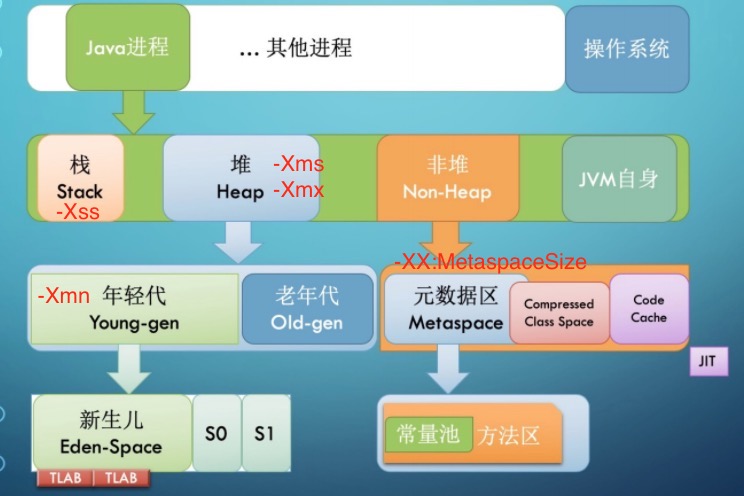 Java进程
... 其他进程
操作系统
栈
Stack
-Xss
堆
Heap
-Xms
-Xmx
非堆
Non-Heap
JVM自身
-XX:MetaspaceSize
-Xmn 年轻代
Young-gen
老年代
Old-gen
元数据区
Metaspace
Compressed
Class Space
Code
Cache
JIT
新生儿
Eden-Space
S0
S1
TLAB
TLAB
常量池
方法区